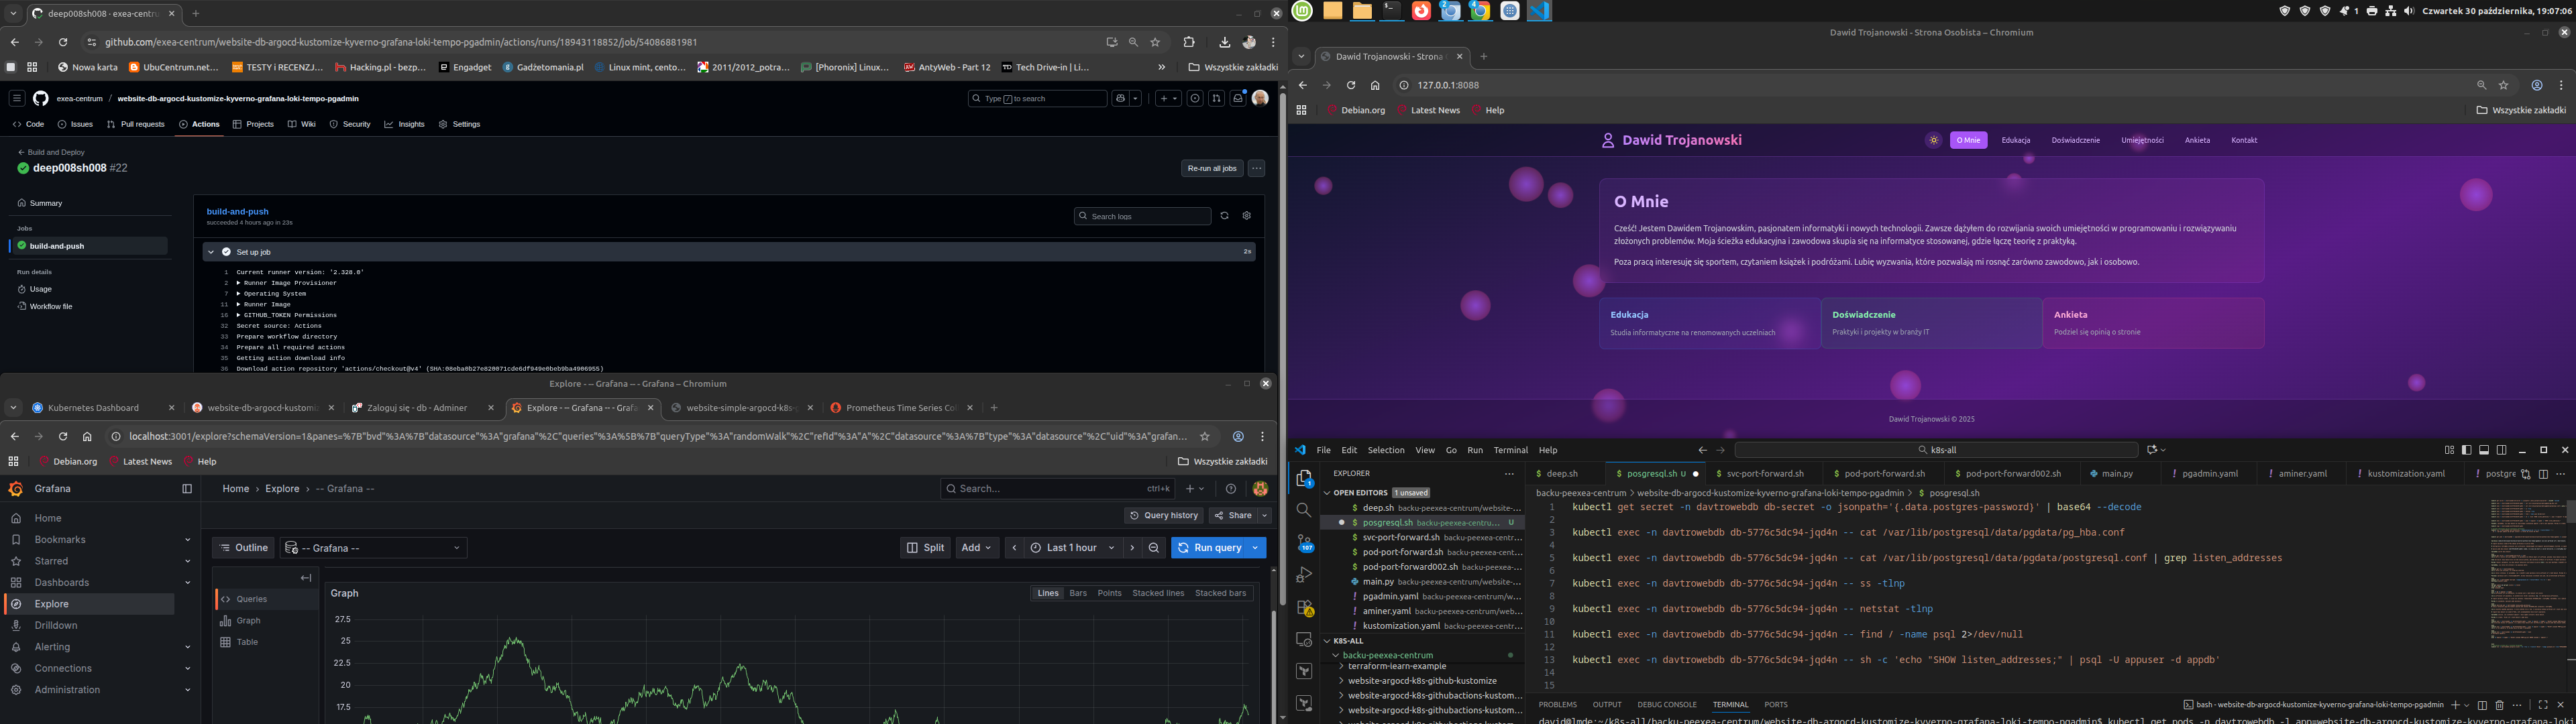 deep008sh008 · exea-centru
github.com/exea-centrum/website-db-argocd-kustomize-kyverno-grafana-loki-tempo-pgadmin/actions/runs/18943118852/job/54086881981
Nowa karta
UbuCentrum.net...
TESTY i RECENZJ...
Hacking.pl - bezp...
Engadget
Gadżetomania.pl
Linux mint, cento...
2011/2012_potra...
[Phoronix] Linux...
AntyWeb - Part 12
Tech Drive-in | Li...
Wszystkie zakładki
exea-centrum / website-db-argocd-kustomize-kyverno-grafana-loki-tempo-pgadmin
Type / to search
Code
Issues
Pull requests
Actions
Projects
Wiki
Security
Insights
Settings
Build and Deploy
deep008sh008 #22
Re-run all jobs
Summary
Jobs
build-and-push
Run details
Usage
Workflow file
build-and-push
succeeded 4 hours ago in 23s
Search logs
Set up job
2s
1 Current runner version: '2.328.0'
2 Runner Image Provisioner
7 Operating System
11 Runner Image
16 GITHUB_TOKEN Permissions
32 Secret source: Actions
33 Prepare workflow directory
34 Prepare all required actions
35 Getting action download info
36 Download action repository 'actions/checkout@v4' (SHA:08eba0b27e820071cde6df949e0beb9ba4906955)
Explore - -- Grafana -- - Grafana – Chromium
Kubernetes Dashboard
website-db-argocd-kustomiz
Zaloguj się - db - Adminer
Explore - -- Grafana -- - Grafa
website-simple-argocd-k8s-
Prometheus Time Series Co
localhost:3001/explore?schemaVersion=1&panes=%7B"bvd"%3A%7B"datasource"%3A"grafana"%2C"queries"%3A%5B%7B"queryType"%3A"randomWalk"%2C"refId"%3A"A"%2C"datasource"%3A%7B"type"%3A"datasource"%2C"uid"%3A"grafan...
Debian.org
Latest News
Help
Wszystkie zakładki
Grafana
Home › Explore › -- Grafana --
Search...
ctrl+k
Query history
Share
Home
Bookmarks
Starred
Dashboards
Explore
Drilldown
Alerting
Connections
Administration
Outline
-- Grafana --
Split
Add
Last 1 hour
Run query
Queries
Graph
Table
Graph
Lines
Bars
Points
Stacked lines
Stacked bars
27.5
25
22.5
20
17.5
2
4
1
Czwartek 30 października, 19:07:06
Dawid Trojanowski - Strona Osobista – Chromium
Dawid Trojanowski - Strona O
127.0.0.1:8088
Debian.org
Latest News
Help
Wszystkie zakładki
Dawid Trojanowski
O Mnie
Edukacja
Doświadczenie
Umiejętności
Ankieta
Kontakt
O Mnie
Cześć! Jestem Dawidem Trojanowskim, pasjonatem informatyki i nowych technologii. Zawsze dążyłem do rozwijania swoich umiejętności w programowaniu i rozwiązywaniu
złożonych problemów. Moja ścieżka edukacyjna i zawodowa skupia się na informatyce stosowanej, gdzie łączę teorię z praktyką.
Poza pracą interesuję się sportem, czytaniem książek i podróżami. Lubię wyzwania, które pozwalają mi rosnąć zarówno zawodowo, jak i osobowo.
Edukacja
Studia informatyczne na renomowanych uczelniach
Doświadczenie
Praktyki i projekty w branży IT
Ankieta
Podziel się opinią o stronie
Dawid Trojanowski © 2025
File Edit Selection View Go Run Terminal Help
k8s-all
EXPLORER
deep.sh
posgresql.sh U
svc-port-forward.sh
pod-port-forward.sh
pod-port-forward002.sh
main.py
pgadmin.yaml
aminer.yaml
kustomization.yaml
postgre
OPEN EDITORS 1 unsaved
deep.sh backu-peexea-centrum/website-...
posgresql.sh backu-peexea-centrum... U
svc-port-forward.sh backu-peexea-centr...
pod-port-forward.sh backu-peexea-centr...
pod-port-forward002.sh backu-peexea-...
main.py backu-peexea-centrum/website-...
pgadmin.yaml backu-peexea-centrum/w...
aminer.yaml backu-peexea-centrum/web...
kustomization.yaml backu-peexea-centr...
K8S-ALL
backu-peexea-centrum
terraform-learn-example
website-argocd-k8s-github-kustomize
website-argocd-k8s-githubactions-kustom...
website-argocd-k8s-githubactions-kustom...
1
107
backu-peexea-centrum > website-db-argocd-kustomize-kyverno-grafana-loki-tempo-pgadmin > posgresql.sh
1 kubectl get secret -n davtrowebdb db-secret -o jsonpath='{.data.postgres-password}' | base64 --decode
2
3 kubectl exec -n davtrowebdb db-5776c5dc94-jqd4n -- cat /var/lib/postgresql/data/pgdata/pg_hba.conf
4
5 kubectl exec -n davtrowebdb db-5776c5dc94-jqd4n -- cat /var/lib/postgresql/data/pgdata/postgresql.conf | grep listen_addresses
6
7 kubectl exec -n davtrowebdb db-5776c5dc94-jqd4n -- ss -tlnp
8
9 kubectl exec -n davtrowebdb db-5776c5dc94-jqd4n -- netstat -tlnp
10
11 kubectl exec -n davtrowebdb db-5776c5dc94-jqd4n -- find / -name psql 2>/dev/null
12
13 kubectl exec -n davtrowebdb db-5776c5dc94-jqd4n -- sh -c 'echo "SHOW listen_addresses;" | psql -U appuser -d appdb'
14
15
PROBLEMS OUTPUT DEBUG CONSOLE TERMINAL PORTS
bash - website-db-argocd-kustomize-kyverno-grafana-loki-tempo-pgadmin